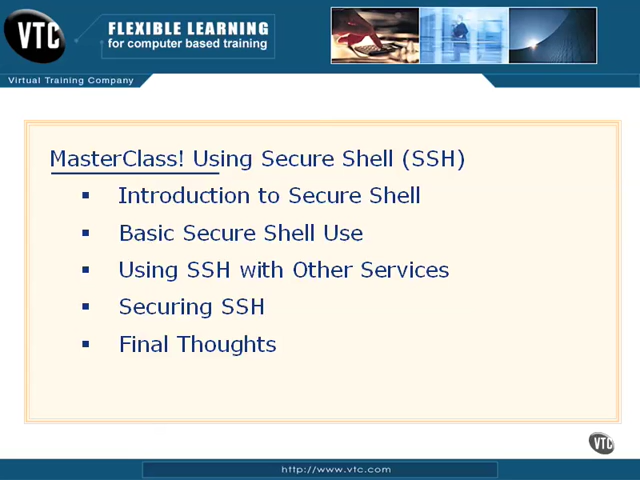 VTC
FLEXIBLE LEARNING
for computer based training
Virtual Training Company
MasterClass! Using Secure Shell (SSH)
Introduction to Secure Shell
Basic Secure Shell Use
Using SSH with Other Services
Securing SSH
Final Thoughts
VTC
http://www.vtc.com